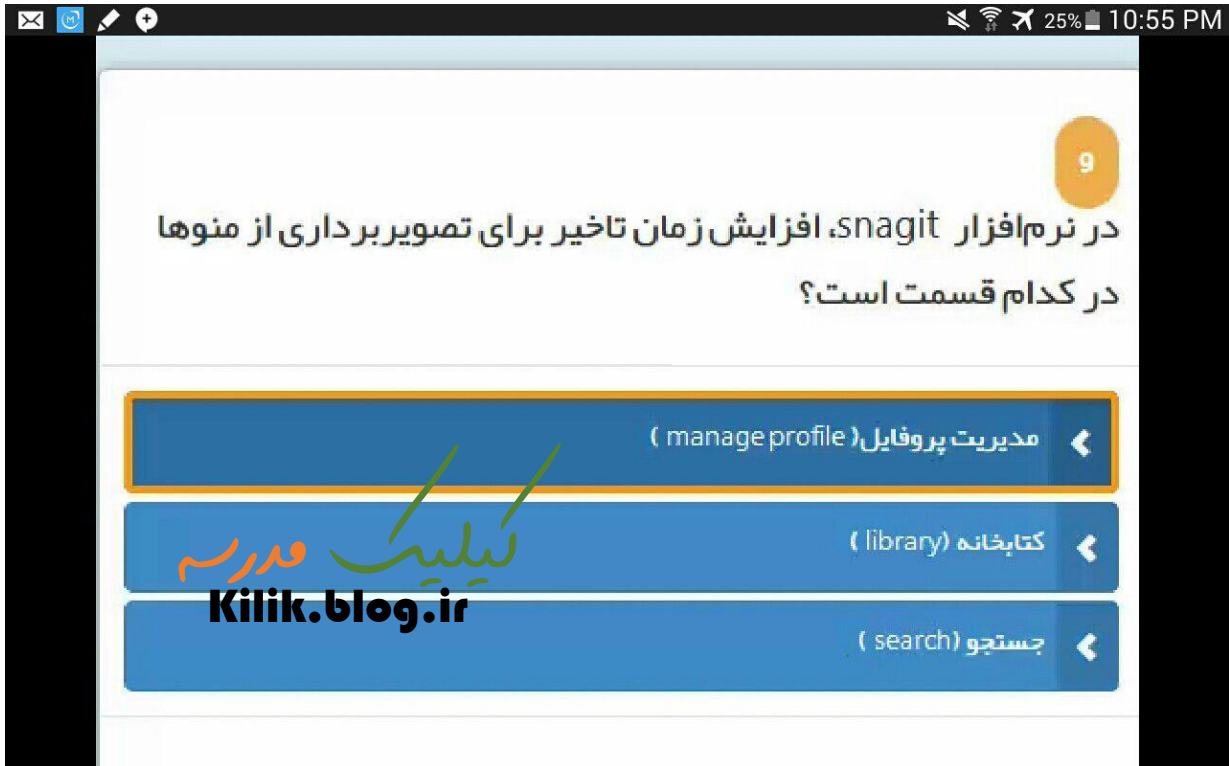 25% 10:55 PM
9
در نرم‌افزار snagit، افزایش زمان تاخیر برای تصویربرداری از منوها
در کدام قسمت است؟
مدیریت پروفایل( manage profile )
کتابخانه (library )
جستجو (search )
کیلیک مدرسه
Kilik.blog.ir